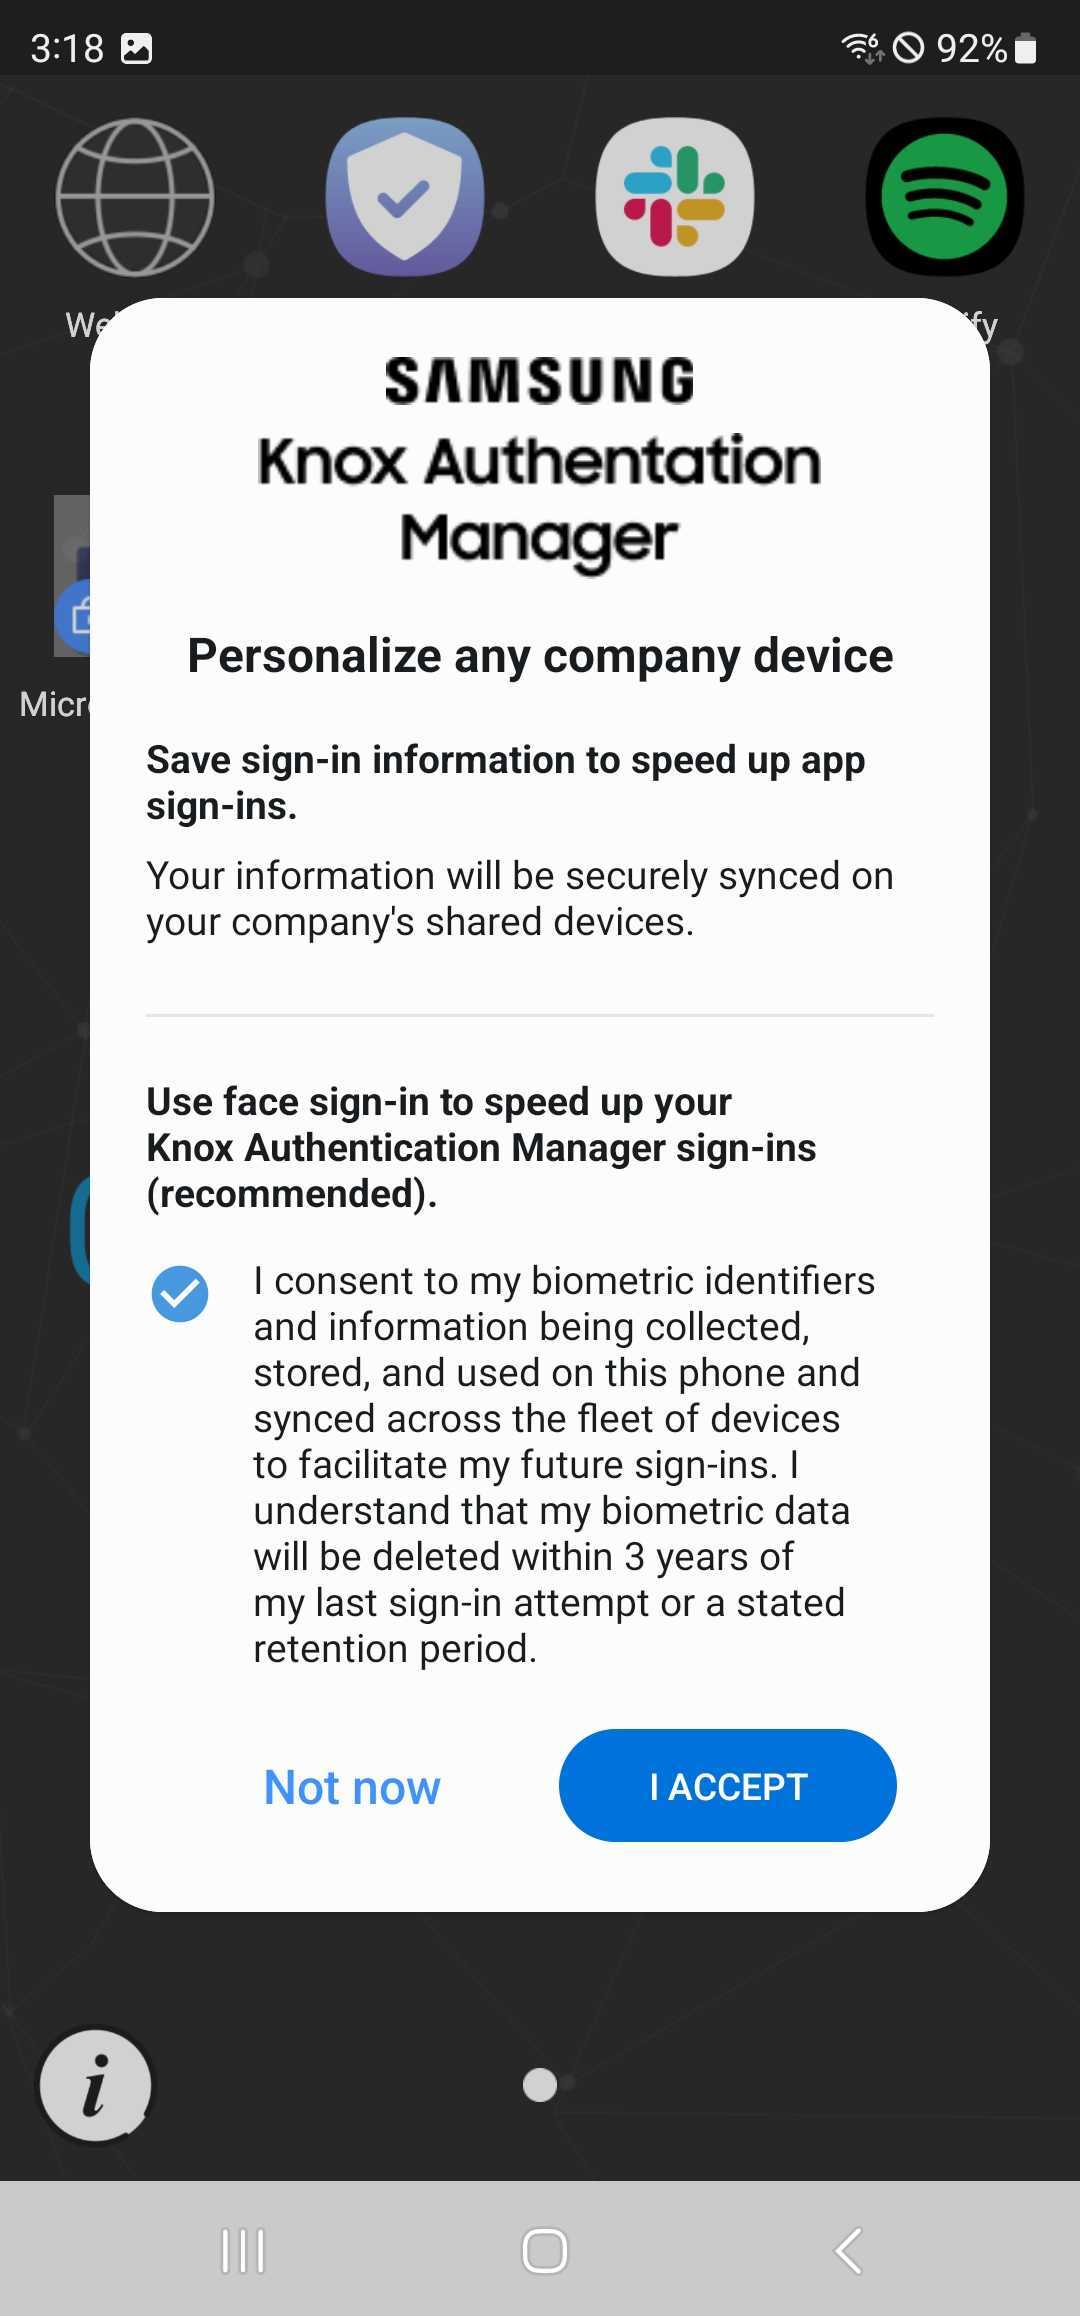 3:18
92%
SAMSUNG
Knox Authentation
Manager
Personalize any company device
Save sign-in information to speed up app
sign-ins.
Your information will be securely synced on
your company's shared devices.
Use face sign-in to speed up your
Knox Authentication Manager sign-ins
(recommended).
I consent to my biometric identifiers
and information being collected,
stored, and used on this phone and
synced across the fleet of devices
to facilitate my future sign-ins. I
understand that my biometric data
will be deleted within 3 years of
my last sign-in attempt or a stated
retention period.
Not now
I ACCEPT